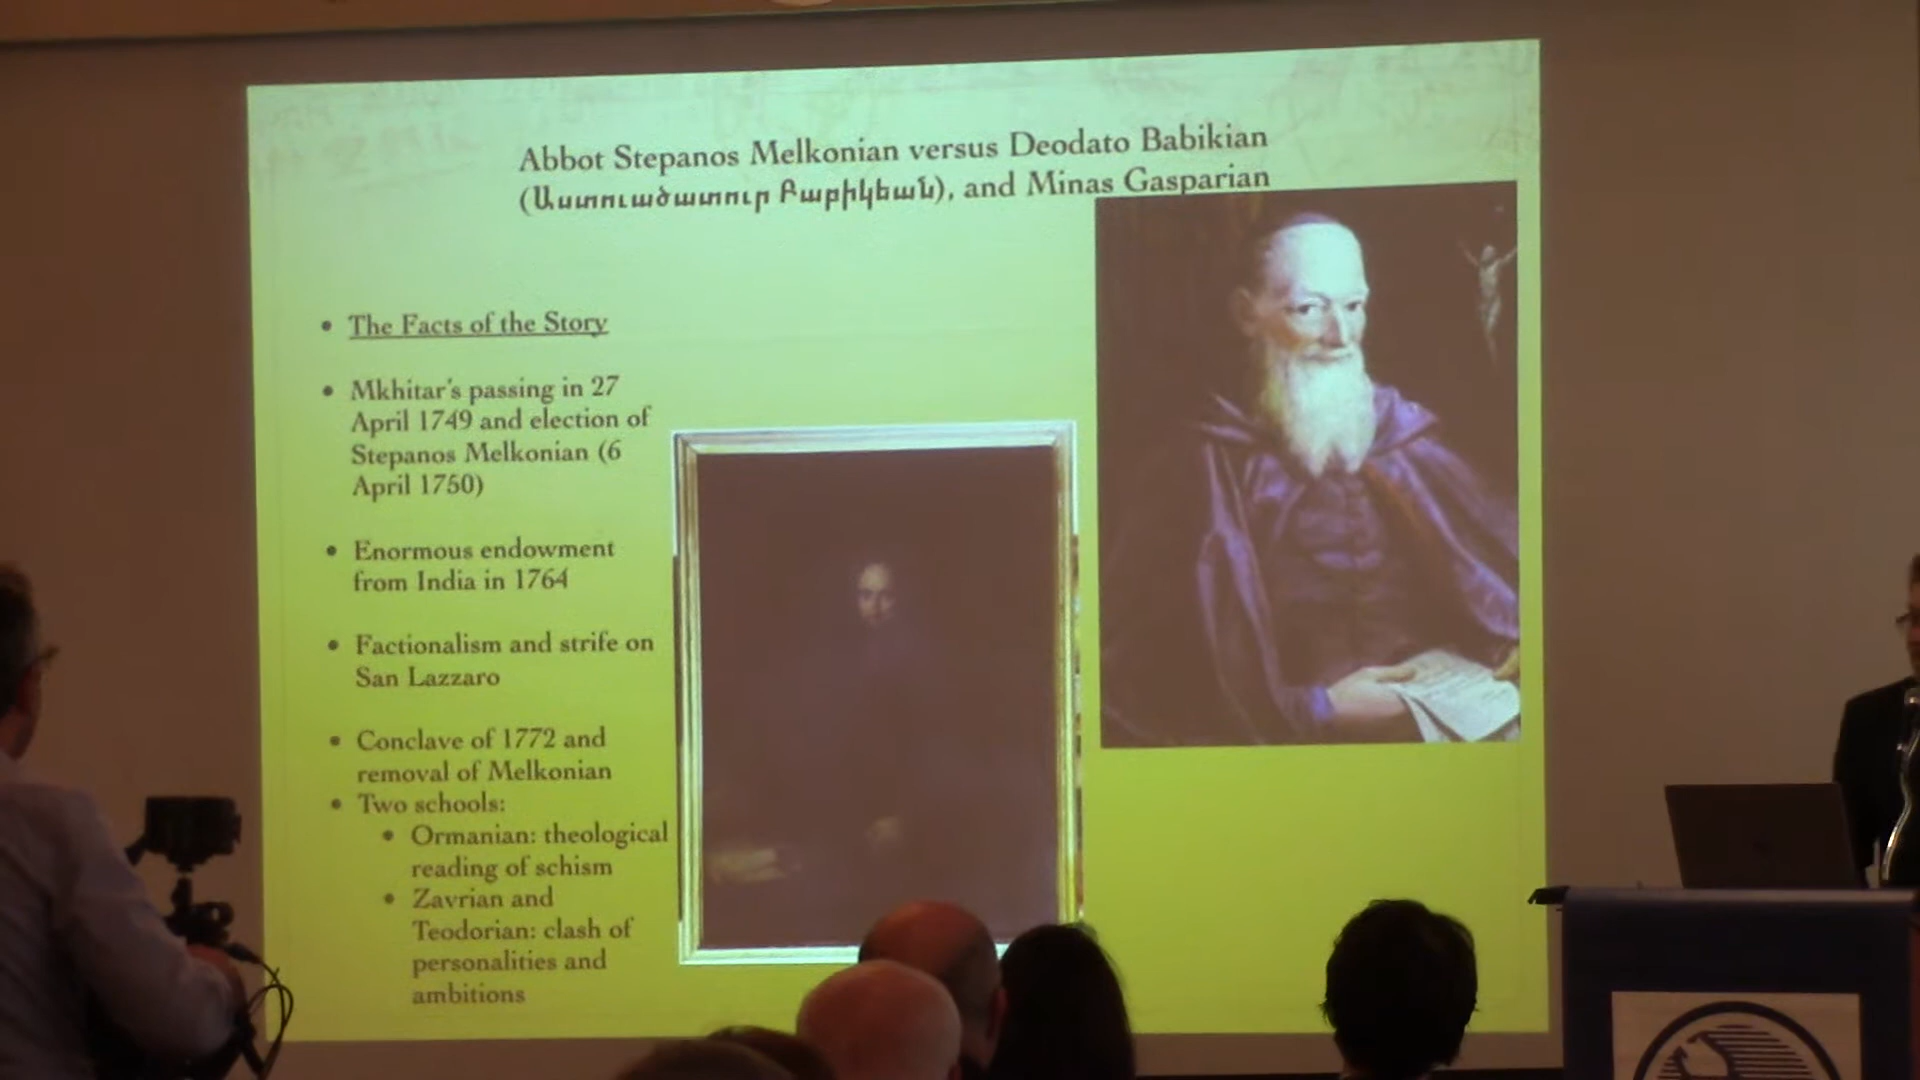 Abbot Stepanos Melkonian versus Deodato Babikian
(Աստուածատուր Բաբիկեան), and Minas Gasparian
• The Facts of the Story
• Mkhitar's passing in 27
April 1749 and election of
Stepanos Melkonian (6
April 1750)
• Enormous endowment
from India in 1764
• Factionalism and strife on
San Lazzaro
• Conclave of 1772 and
removal of Melkonian
• Two schools:
• Ormanian: theological
reading of schism
• Zavrian and
Teodorian: clash of
personalities and
ambitions